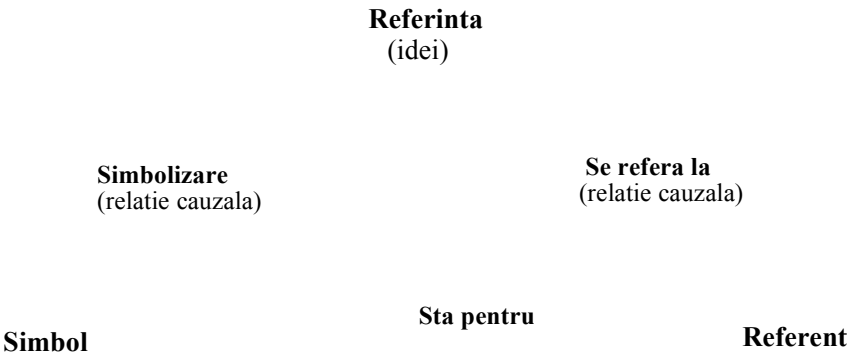 Referinta
(idei)
Simbolizare
(relatie cauzala)
Se refera la
(relatie cauzala)
Sta pentru
Simbol
Referent